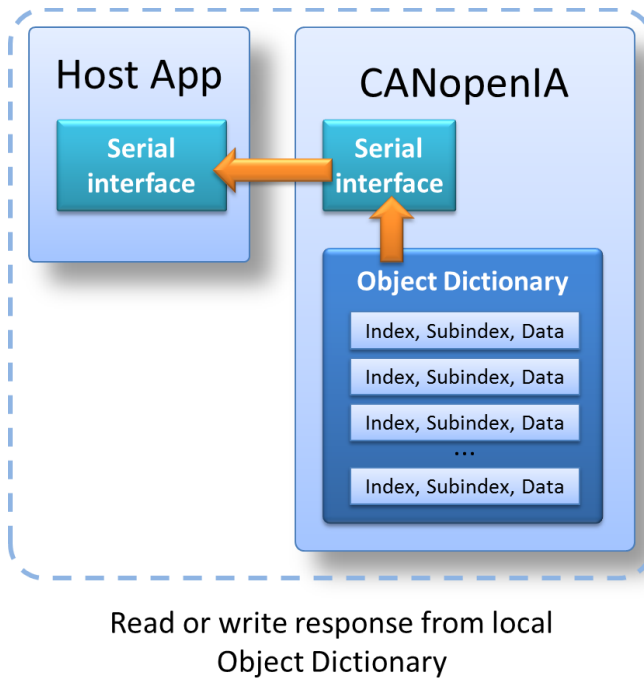 Host App
Serial
interface
CANopenIA
Serial
interface
Object Dictionary
Index, Subindex, Data
Index, Subindex, Data
Index, Subindex, Data
...
Index, Subindex, Data
Read or write response from local
Object Dictionary